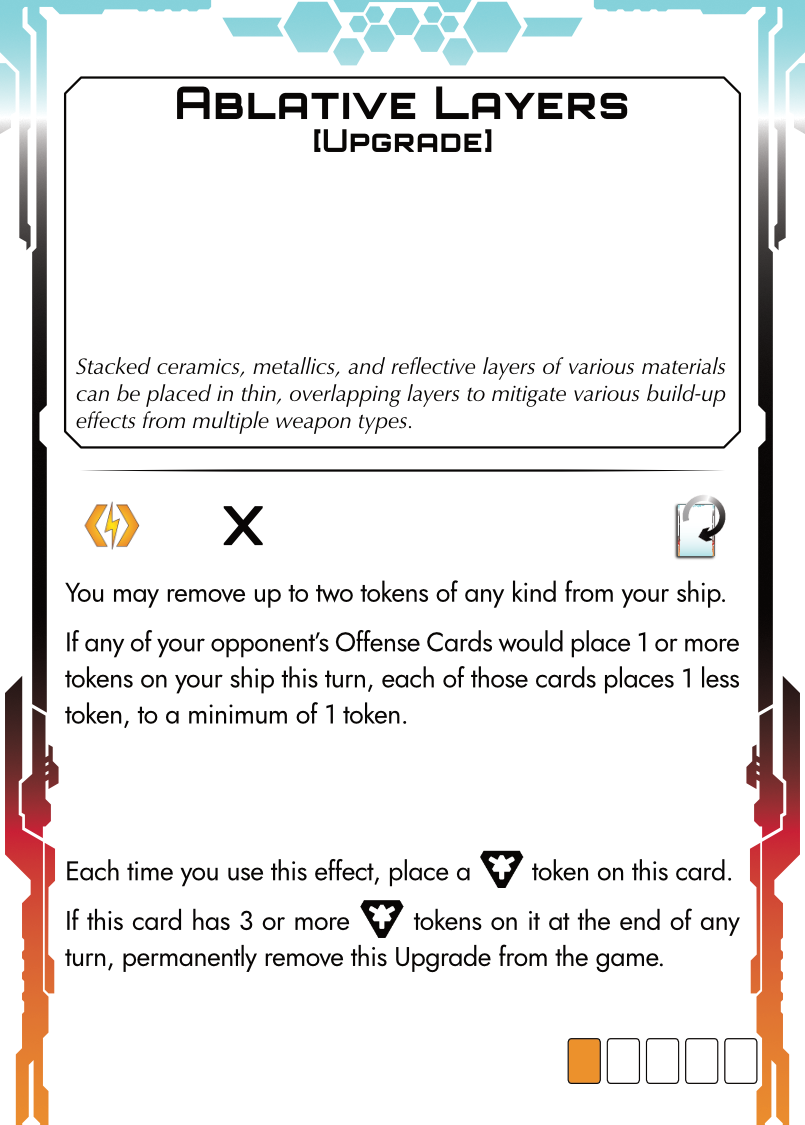 Ablative Layers
[Upgrade]
Stacked ceramics, metallics, and reflective layers of various materials
can be placed in thin, overlapping layers to mitigate various build-up
effects from multiple weapon types.
X
You may remove up to two tokens of any kind from your ship.
If any of your opponent’s Offense Cards would place 1 or more
tokens on your ship this turn, each of those cards places 1 less
token, to a minimum of 1 token.
Each time you use this effect, place a token on this card.
If this card has 3 or more tokens on it at the end of any
turn, permanently remove this Upgrade from the game.